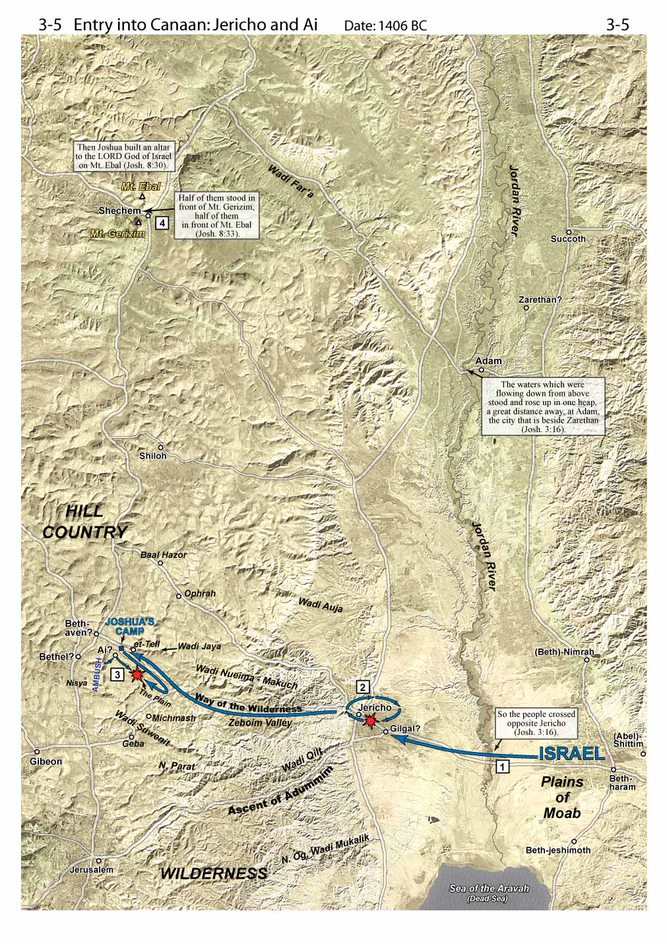 3-5 Entry into Canaan: Jericho and Ai Date: 1406 BC 3-5
Then Joshua built an altar
to the LORD God of Israel
on Mt. Ebal (Josh. 8:30).
Wadi Far'a
Jordan River
Mt. Ebal
Shechem
4
Mt. Gerizim
Half of them stood in
front of Mt. Gerizim,
half of them
in front of Mt. Ebal
(Josh. 8:33).
Succoth
Zarethan?
Adam
The waters which were
flowing down from above
stood and rose up in one heap,
a great distance away, at Adam,
the city that is beside Zarethan
(Josh. 3:16).
Shiloh
HILL
COUNTRY
Jordan River
Baal Hazor
Ophrah
Wadi Auja
Beth-
aven?
JOSHUA'S
CAMP
et-Tell
Wadi Jaya
Ai?
Bethel?
(Beth)-Nimrah
AMBUSH
3
Nisya
Wadi Nueima - Makuch
The Plain
Way of the Wilderness
2
Jericho
Michmash
Zeboim Valley
Gilgal?
So the people crossed
opposite Jericho
(Josh. 3:16).
Wadi Suweinit
Geba
(Abel)-
Shittim
ISRAEL
1
Gibeon
N. Parat
Wadi Qilt
Plains
of
Moab
Beth-
haram
Ascent of Adummim
N. Og, Wadi Mukalik
Beth-jeshimoth
Jerusalem
WILDERNESS
Sea of the Aravah
(Dead Sea)